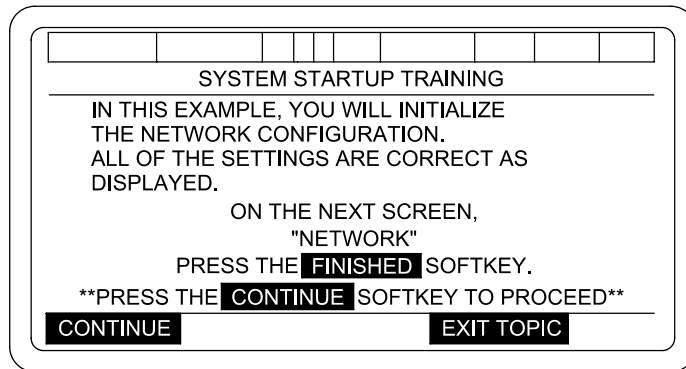 SYSTEM STARTUP TRAINING
IN THIS EXAMPLE, YOU WILL INITIALIZE
THE NETWORK CONFIGURATION.
ALL OF THE SETTINGS ARE CORRECT AS
DISPLAYED.
ON THE NEXT SCREEN,
"NETWORK"
PRESS THE FINISHED SOFTKEY.
**PRESS THE CONTINUE SOFTKEY TO PROCEED**
CONTINUE EXIT TOPIC